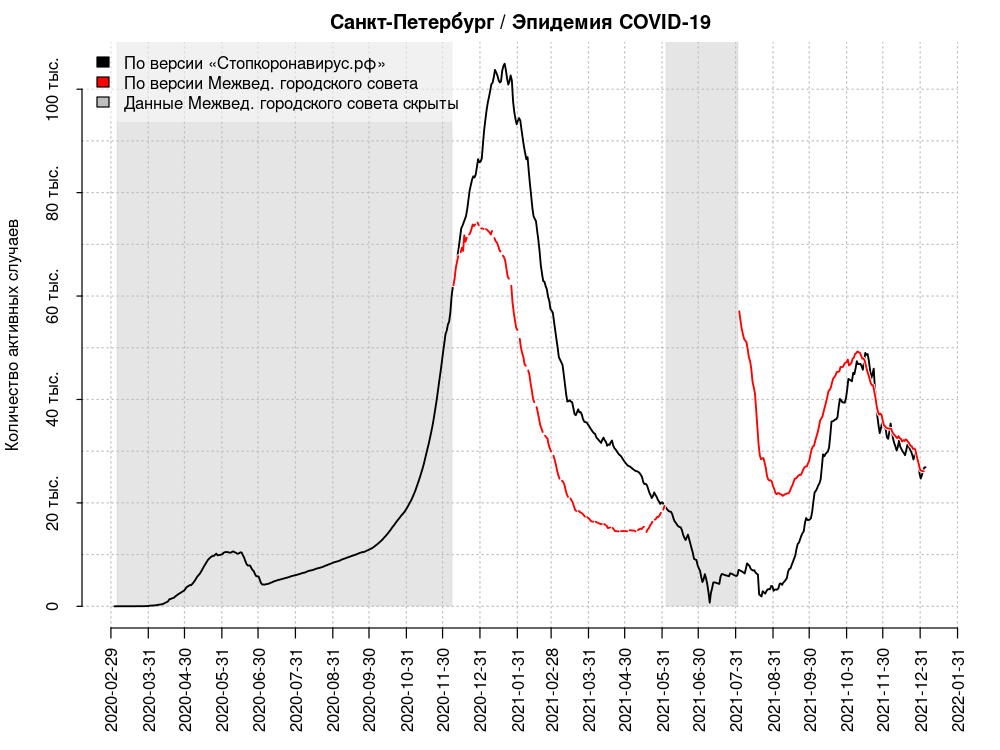 Санкт-Петербург / Эпидемия COVID-19
По версии «Стопкоронавирус.рф»
По версии Межвед. городского совета
Данные Межвед. городского совета скрыты
Количество активных случаев
100 тыс.
80 тыс.
60 тыс.
40 тыс.
20 тыс.
0
2020-02-29
2020-03-31
2020-04-30
2020-05-31
2020-06-30
2020-07-31
2020-08-31
2020-09-30
2020-10-31
2020-11-30
2020-12-31
2021-01-31
2021-02-28
2021-03-31
2021-04-30
2021-05-31
2021-06-30
2021-07-31
2021-08-31
2021-09-30
2021-10-31
2021-11-30
2021-12-31
2022-01-31